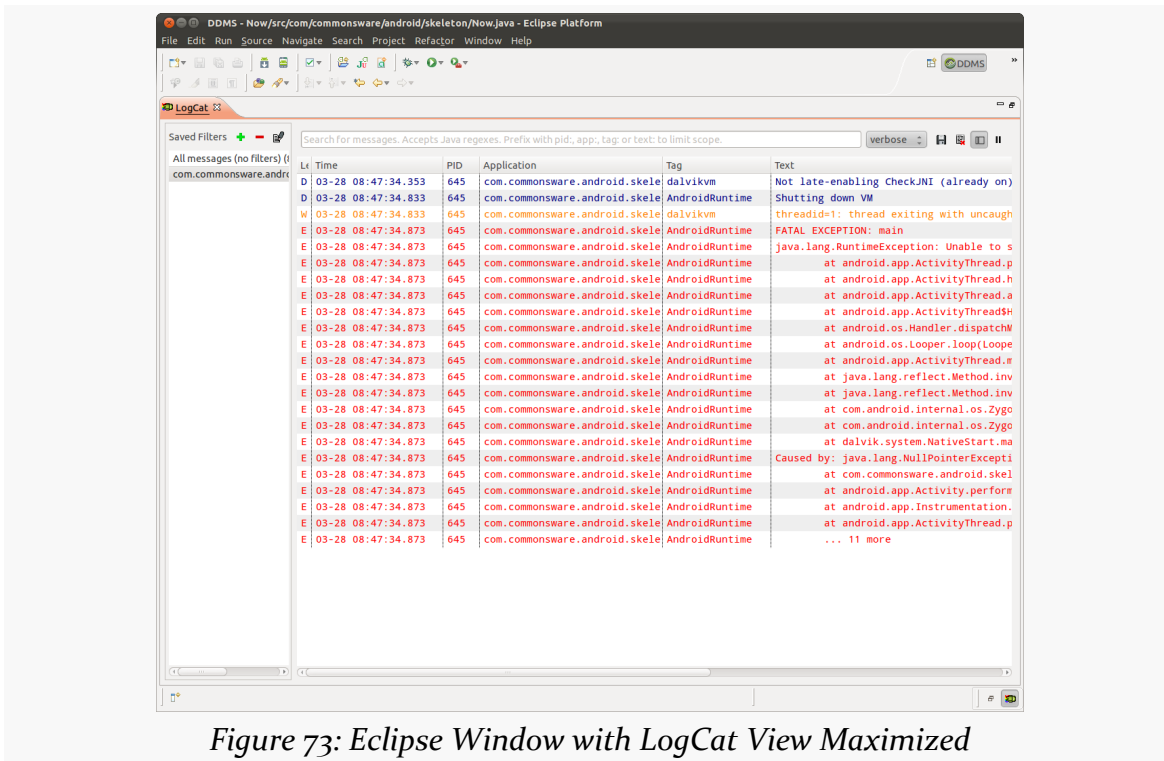 DDMS - Now/src/com/commonsware/android/skeleton/Now.java - Eclipse Platform
File Edit Run Source Navigate Search Project Refactor Window Help
DDMS »
LogCat
Saved Filters
Search for messages. Accepts Java regexes. Prefix with pid:, app:, tag: or text: to limit scope.
verbose
All messages (no filters) (
com.commonsware.andro
Time PID Application Tag Text
D 03-28 08:47:34.353 645 com.commonsware.android.skele dalvikvm Not late-enabling CheckJNI (already on)
D 03-28 08:47:34.833 645 com.commonsware.android.skele AndroidRuntime Shutting down VM
W 03-28 08:47:34.833 645 com.commonsware.android.skele dalvikvm threadid=1: thread exiting with uncaugh
E 03-28 08:47:34.873 645 com.commonsware.android.skele AndroidRuntime FATAL EXCEPTION: main
E 03-28 08:47:34.873 645 com.commonsware.android.skele AndroidRuntime java.lang.RuntimeException: Unable to s
E 03-28 08:47:34.873 645 com.commonsware.android.skele AndroidRuntime at android.app.ActivityThread.p
E 03-28 08:47:34.873 645 com.commonsware.android.skele AndroidRuntime at android.app.ActivityThread.h
E 03-28 08:47:34.873 645 com.commonsware.android.skele AndroidRuntime at android.app.ActivityThread.a
E 03-28 08:47:34.873 645 com.commonsware.android.skele AndroidRuntime at android.app.ActivityThread$H
E 03-28 08:47:34.873 645 com.commonsware.android.skele AndroidRuntime at android.os.Handler.dispatchM
E 03-28 08:47:34.873 645 com.commonsware.android.skele AndroidRuntime at android.os.Looper.loop(Loope
E 03-28 08:47:34.873 645 com.commonsware.android.skele AndroidRuntime at android.app.ActivityThread.m
E 03-28 08:47:34.873 645 com.commonsware.android.skele AndroidRuntime at java.lang.reflect.Method.inv
E 03-28 08:47:34.873 645 com.commonsware.android.skele AndroidRuntime at java.lang.reflect.Method.inv
E 03-28 08:47:34.873 645 com.commonsware.android.skele AndroidRuntime at com.android.internal.os.Zygo
E 03-28 08:47:34.873 645 com.commonsware.android.skele AndroidRuntime at com.android.internal.os.Zygo
E 03-28 08:47:34.873 645 com.commonsware.android.skele AndroidRuntime at dalvik.system.NativeStart.ma
E 03-28 08:47:34.873 645 com.commonsware.android.skele AndroidRuntime Caused by: java.lang.NullPointerExcepti
E 03-28 08:47:34.873 645 com.commonsware.android.skele AndroidRuntime at com.commonsware.android.skel
E 03-28 08:47:34.873 645 com.commonsware.android.skele AndroidRuntime at android.app.Activity.perform
E 03-28 08:47:34.873 645 com.commonsware.android.skele AndroidRuntime at android.app.Instrumentation.
E 03-28 08:47:34.873 645 com.commonsware.android.skele AndroidRuntime at android.app.ActivityThread.p
E 03-28 08:47:34.873 645 com.commonsware.android.skele AndroidRuntime ... 11 more
Figure 73: Eclipse Window with LogCat View Maximized